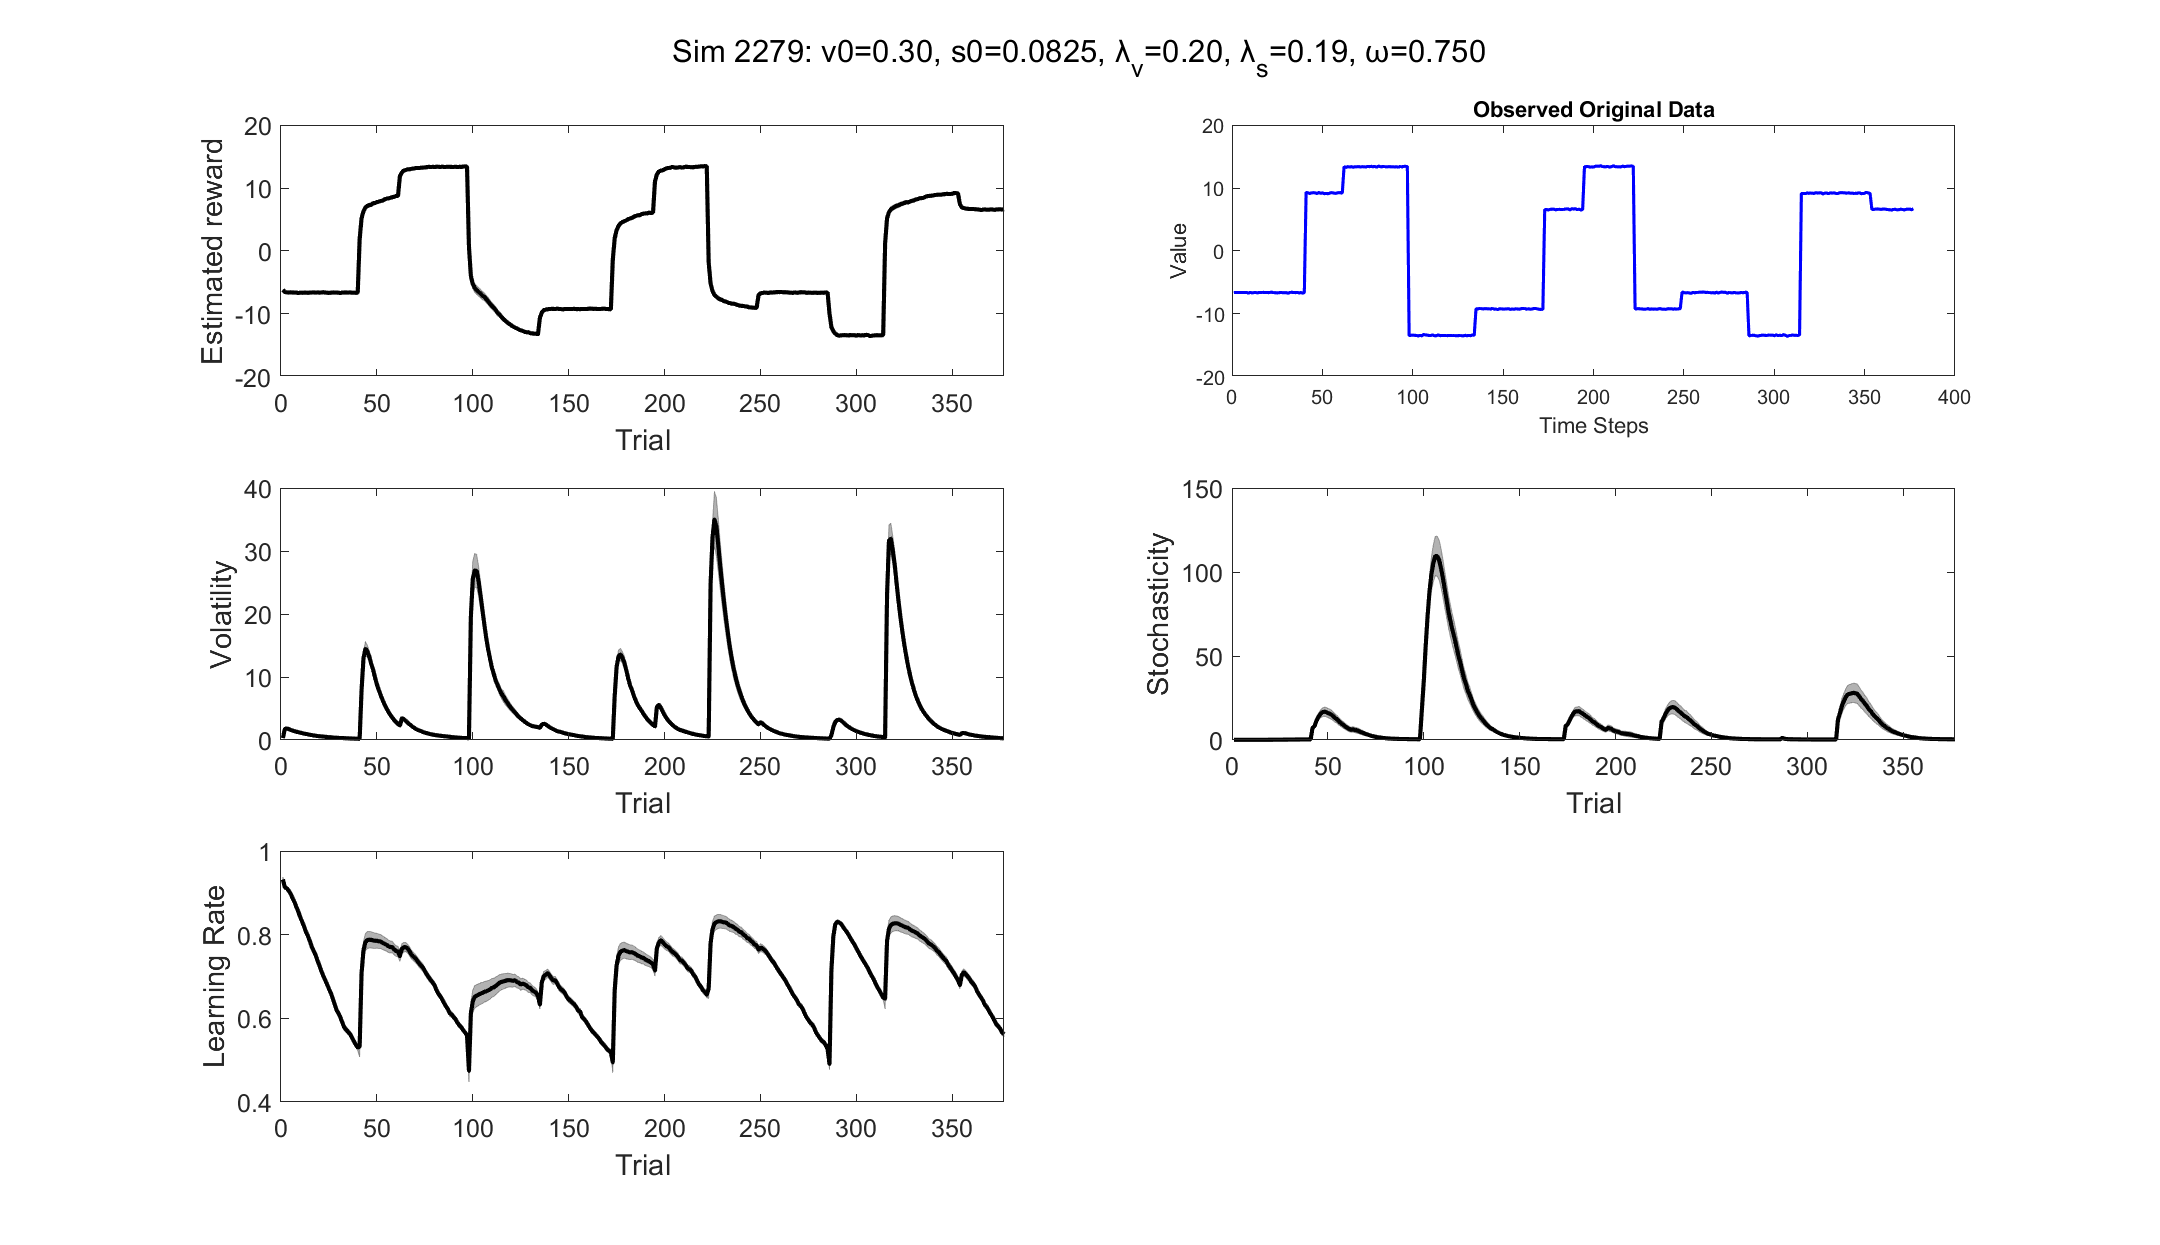 Sim 2279: v0=0.30, s0=0.0825, λ_v=0.20, λ_s=0.19, ω=0.750
20
10
0
-10
-20
Estimated reward
0 50 100 150 200 250 300 350
Trial
Observed Original Data
20
10
0
-10
-20
Value
0 50 100 150 200 250 300 350 400
Time Steps
40
30
20
10
0
Volatility
0 50 100 150 200 250 300 350
Trial
150
100
50
0
Stochasticity
0 50 100 150 200 250 300 350
Trial
1
0.8
0.6
0.4
Learning Rate
0 50 100 150 200 250 300 350
Trial